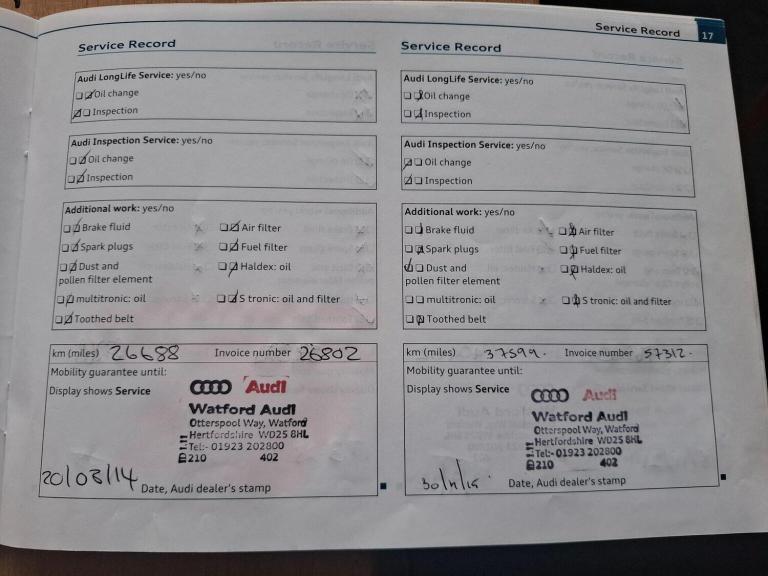 Service Record 17
Service Record
Audi LongLife Service: yes/no
Oil change
Inspection
Audi Inspection Service: yes/no
Oil change
Inspection
Additional work: yes/no
Brake fluid
Air filter
Spark plugs
Fuel filter
Dust and
pollen filter element
Haldex: oil
multitronic: oil
S tronic: oil and filter
Toothed belt
km (miles) 26688 Invoice number 26802
Mobility guarantee until:
Display shows Service
Audi
Watford Audi
Otterspool Way, Watford
Hertfordshire WD25 8HL
Tel:- 01923 202800
210 402
20/03/14
Date, Audi dealer's stamp
Service Record
Audi LongLife Service: yes/no
Oil change
Inspection
Audi Inspection Service: yes/no
Oil change
Inspection
Additional work: yes/no
Brake fluid
Air filter
Spark plugs
Fuel filter
Dust and
pollen filter element
Haldex: oil
multitronic: oil
S tronic: oil and filter
Toothed belt
km (miles) 37599. Invoice number 57312.
Mobility guarantee until:
Display shows Service
Audi
Watford Audi
Otterspool Way, Watford
Hertfordshire WD25 8HL
Tel:- 01923 202800
210 402
Date, Audi dealer's stamp